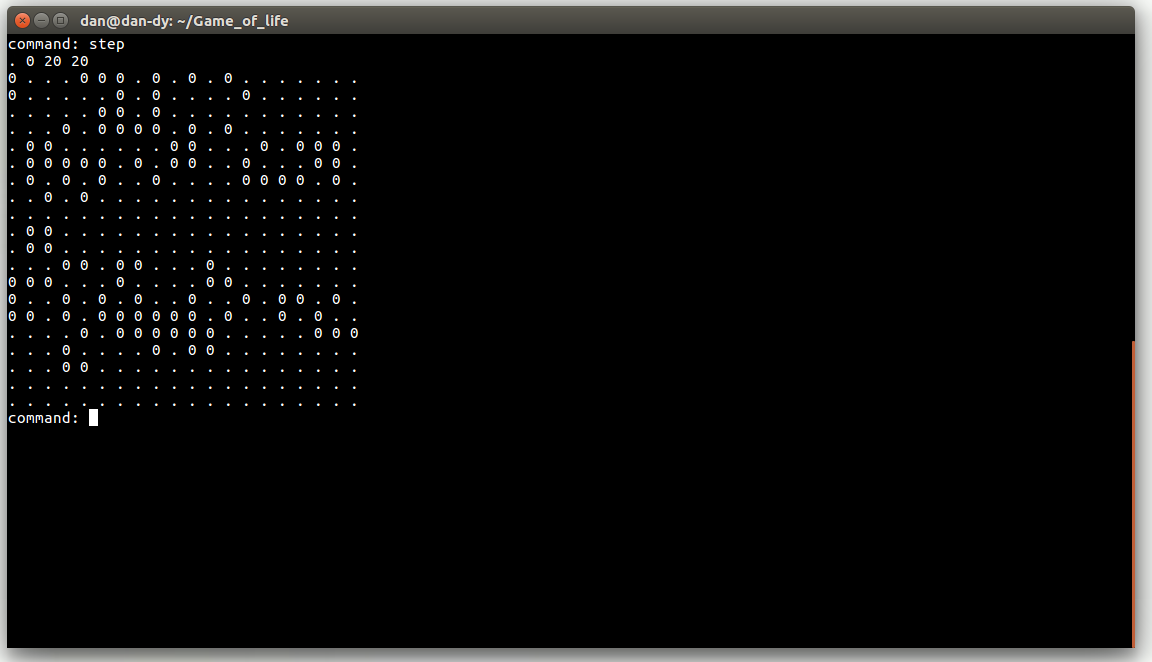 dan@dan-dy: ~/Game_of_life
command: step
. 0 20 20
0 . . . 0 0 0 . 0 . 0 . 0 . . . . . . .
0 . . . . . 0 . 0 . . . . 0 . . . . . .
. . . . . 0 0 . 0 . . . . . . . . . . .
. . . 0 . 0 0 0 0 . 0 . 0 . . . . . . .
. 0 0 . . . . . . 0 0 . . . 0 . 0 0 0 .
. 0 0 0 0 0 . 0 . 0 0 . . 0 . . . 0 0 .
. 0 . 0 . 0 . . 0 . . . . 0 0 0 0 . 0 .
. . 0 . 0 . . . . . . . . . . . . . . .
. . . . . . . . . . . . . . . . . . . .
. 0 0 . . . . . . . . . . . . . . . . .
. 0 0 . . . . . . . . . . . . . . . . .
. . . 0 0 . 0 0 . . . 0 . . . . . . . .
0 0 0 . . . 0 . . . . 0 0 . . . . . . .
0 . . 0 . 0 . 0 . . 0 . . 0 . 0 0 . 0 .
0 0 . 0 . 0 0 0 0 0 0 . 0 . . 0 . 0 . .
. . . . 0 . 0 0 0 0 0 0 . . . . . 0 0 0
. . . 0 . . . . 0 . 0 0 . . . . . . . .
. . . 0 0 . . . . . . . . . . . . . . .
. . . . . . . . . . . . . . . . . . . .
. . . . . . . . . . . . . . . . . . . .
command: